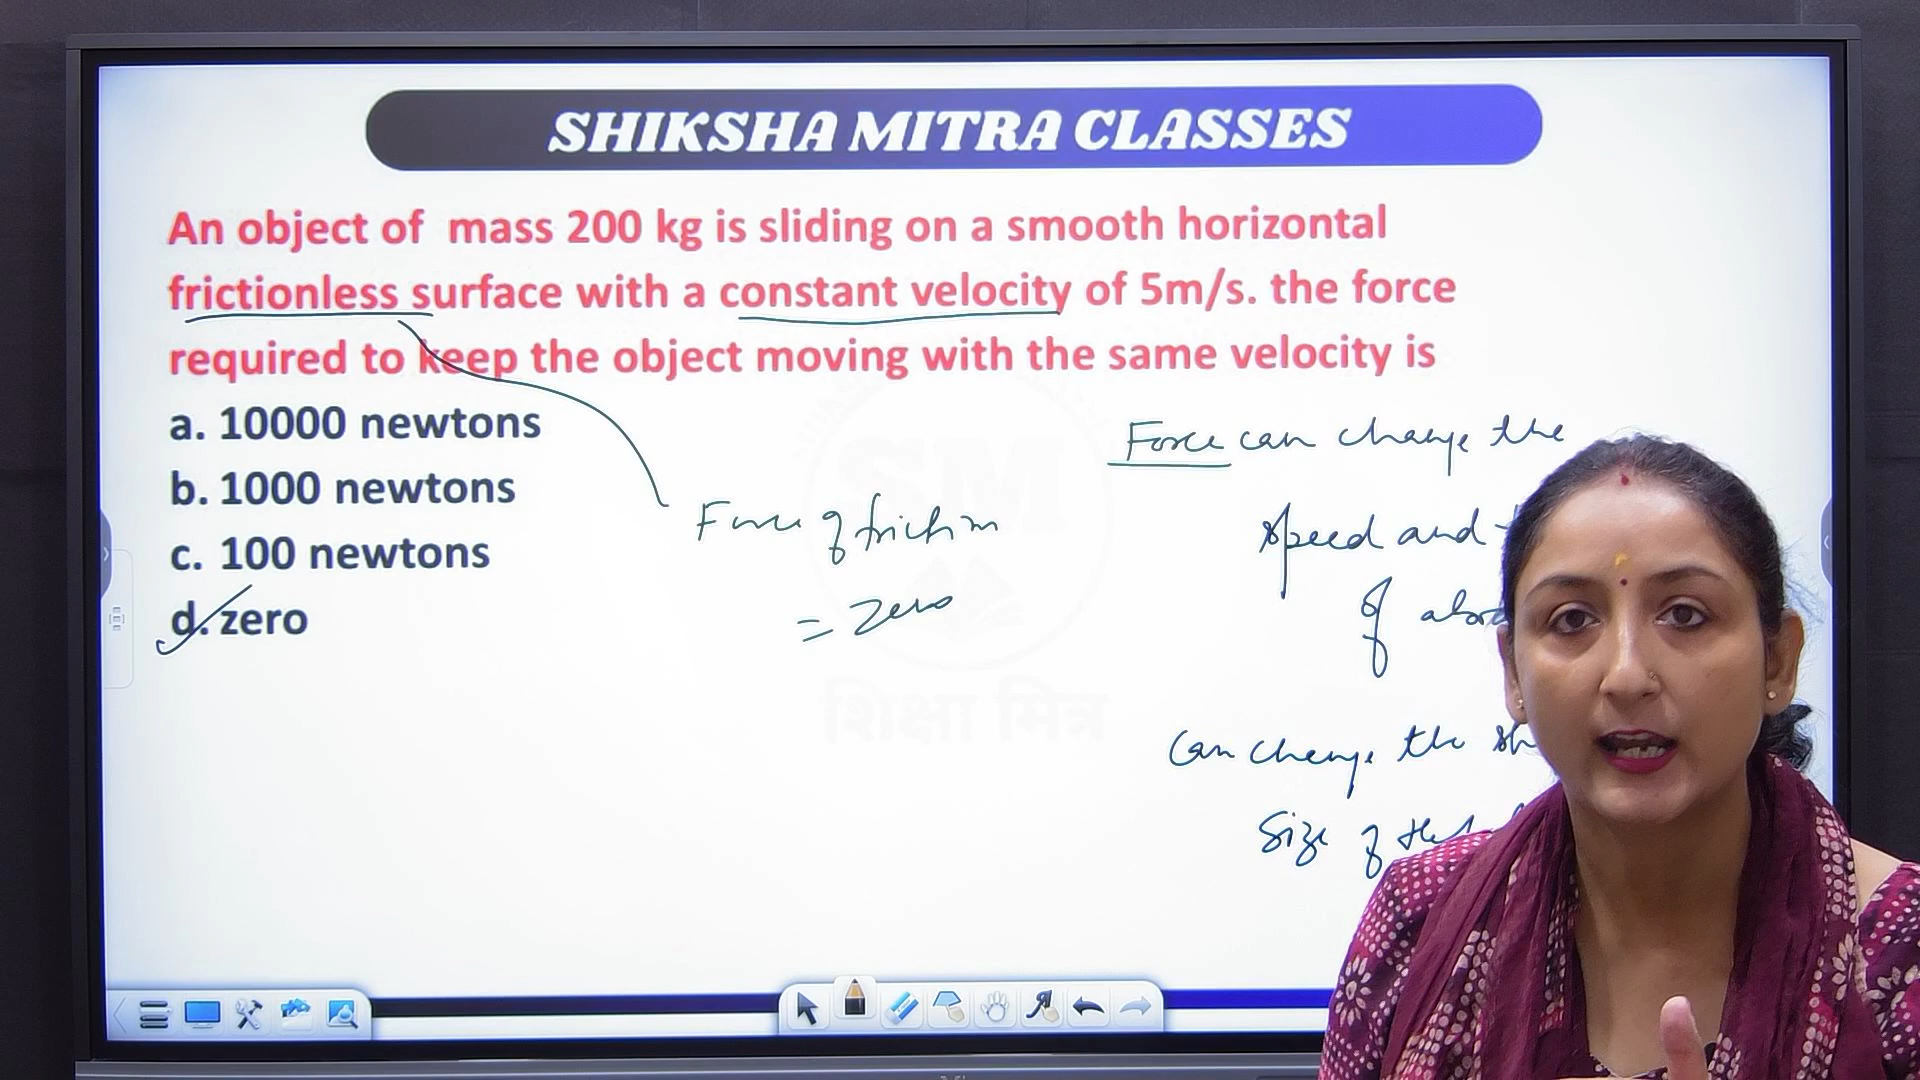 SHIKSHA MITRA CLASSES
An object of mass 200 kg is sliding on a smooth horizontal
frictionless surface with a constant velocity of 5m/s. the force
required to keep the object moving with the same velocity is
a. 10000 newtons
b. 1000 newtons
c. 100 newtons
d. zero
Force of friction
= zero
Force can change the
speed and
of
can change the
size of
SM
शिक्षा मित्र